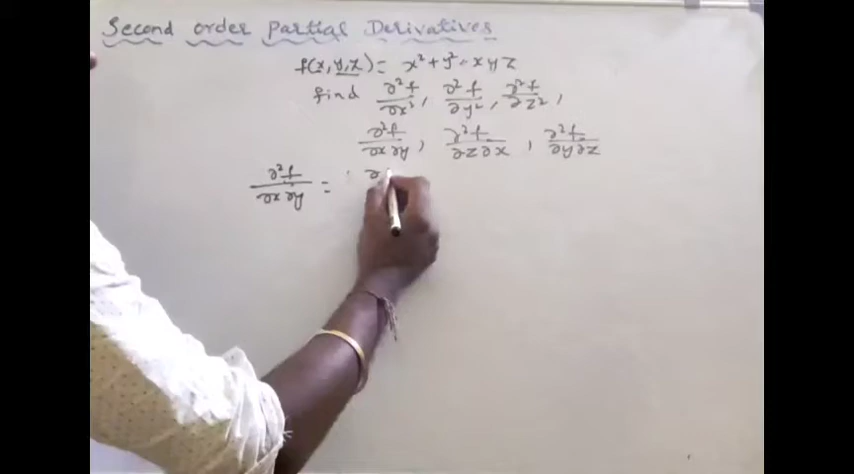 Second order Partial Derivatives
f(x,y,z) = x²+y²-xyz
find ∂²f/∂x², ∂²f/∂y², ∂²f/∂z²,
∂²f/∂x∂y, ∂²f/∂z∂x, ∂²f/∂y∂z
∂²f/∂x∂y = ∂